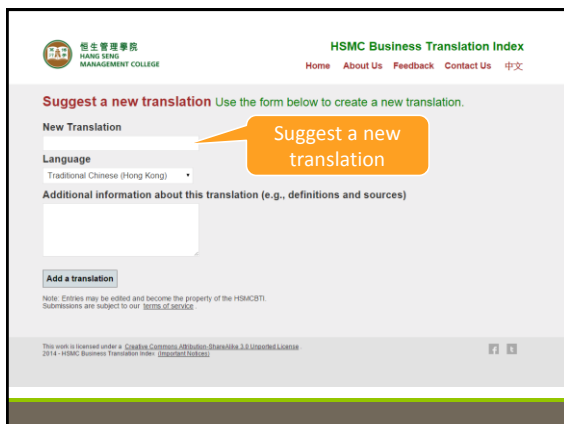 恒生管理學院
HANG SENG
MANAGEMENT COLLEGE
HSMC Business Translation Index
Home About Us Feedback Contact Us 中文
Suggest a new translation Use the form below to create a new translation.
New Translation
Suggest a new
translation
Language
Traditional Chinese (Hong Kong)
Additional information about this translation (e.g., definitions and sources)
Add a translation
Note: Entries may be edited and become the property of the HSMCBTI.
Submissions are subject to our terms of service.
This work is licensed under a Creative Commons Attribution-ShareAlike 3.0 Unported License.
2014 - HSMC Business Translation Index (Important Notices)
f t